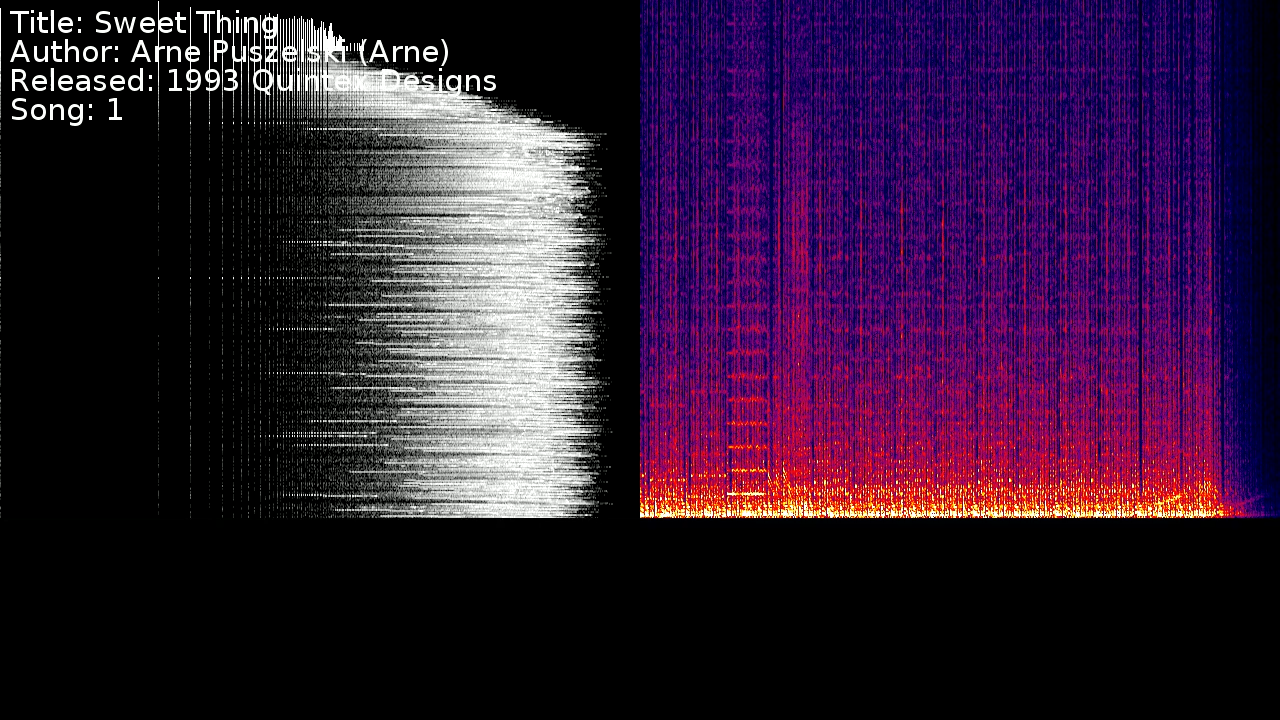 Title: Sweet Thing
Author: Arne Puszelski (Arne)
Released: 1993 Quintex Designs
Song: 1